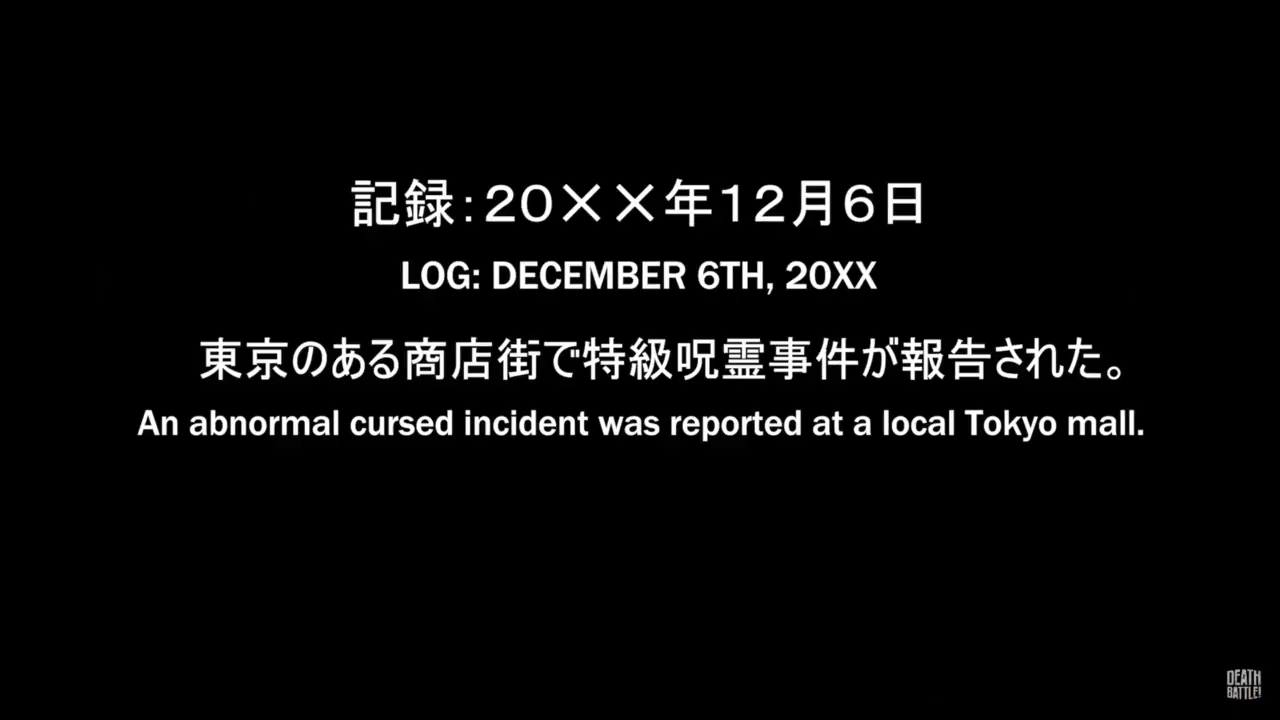 記録：２０××年１２月６日
LOG: DECEMBER 6TH, 20XX
東京のある商店街で特級呪霊事件が報告された。
An abnormal cursed incident was reported at a local Tokyo mall.
DEATH
BATTLE!